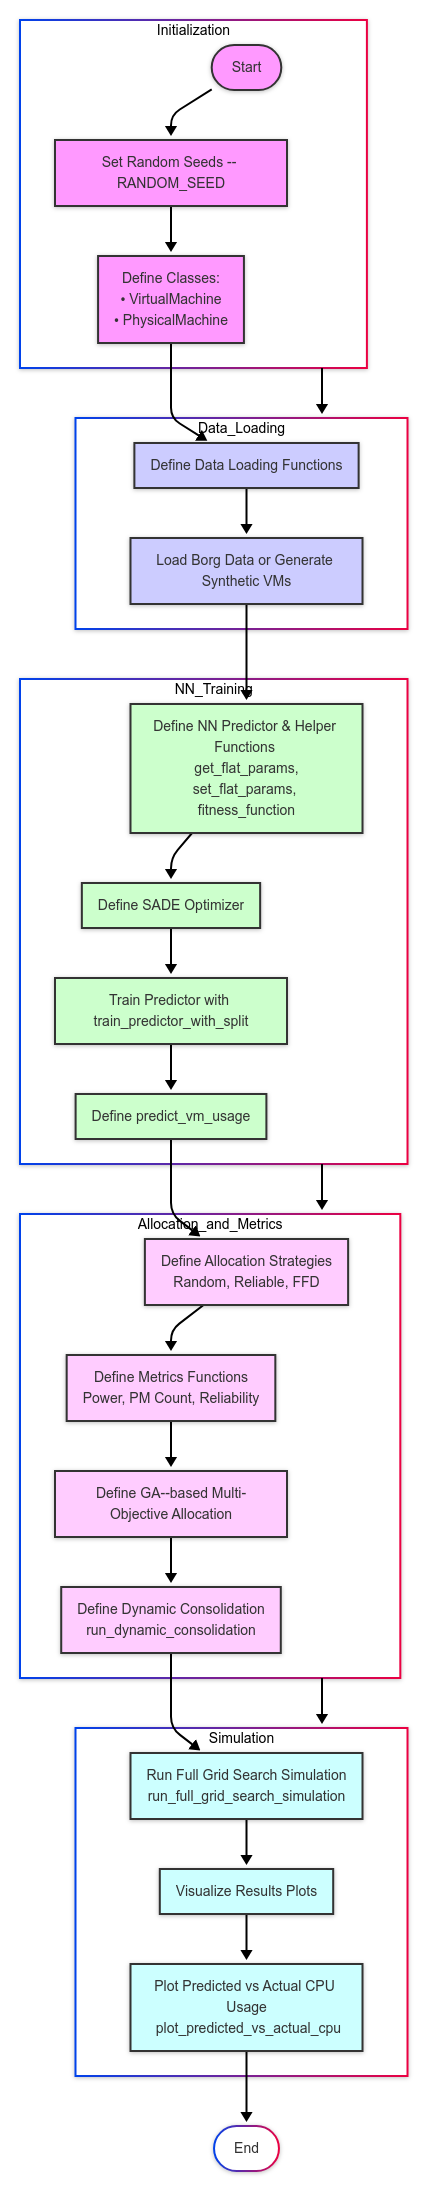 Initialization
Start
Set Random Seeds --
RANDOM_SEED
Define Classes:
• VirtualMachine
• PhysicalMachine
Data_Loading
Define Data Loading Functions
Load Borg Data or Generate
Synthetic VMs
NN_Training
Define NN Predictor & Helper
Functions
get_flat_params,
set_flat_params,
fitness_function
Define SADE Optimizer
Train Predictor with
train_predictor_with_split
Define predict_vm_usage
Allocation_and_Metrics
Define Allocation Strategies
Random, Reliable, FFD
Define Metrics Functions
Power, PM Count, Reliability
Define GA--based Multi-
Objective Allocation
Define Dynamic Consolidation
run_dynamic_consolidation
Simulation
Run Full Grid Search Simulation
run_full_grid_search_simulation
Visualize Results Plots
Plot Predicted vs Actual CPU
Usage
plot_predicted_vs_actual_cpu
End